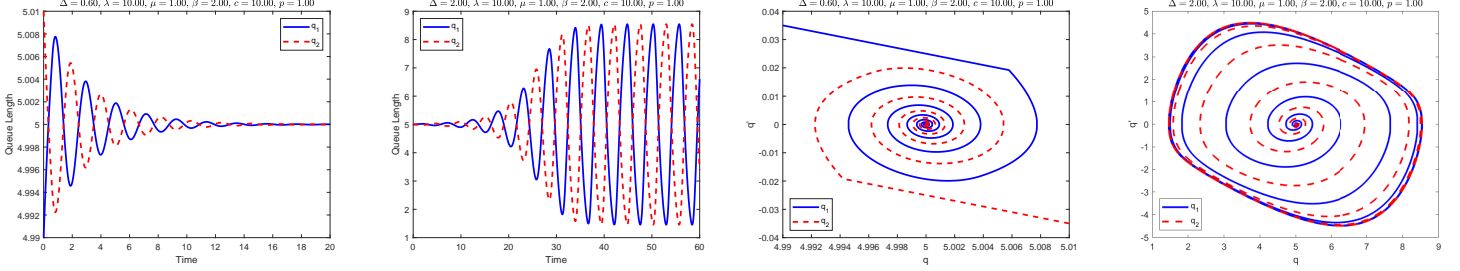 Δ = 0.60, λ = 10.00, μ = 1.00, β = 2.00, c = 10.00, p = 1.00
5.01
5.008
5.006
5.004
5.002
5
4.998
4.996
4.994
4.992
4.99
Queue Length
0 2 4 6 8 10 12 14 16 18 20
Time
q1
q2
Δ = 2.00, λ = 10.00, μ = 1.00, β = 2.00, c = 10.00, p = 1.00
9
8
7
6
5
4
3
2
1
Queue Length
0 10 20 30 40 50 60
Time
q1
q2
Δ = 0.60, λ = 10.00, μ = 1.00, β = 2.00, c = 10.00, p = 1.00
0.04
0.03
0.02
0.01
0
-0.01
-0.02
-0.03
-0.04
q'
4.99 4.992 4.994 4.996 4.998 5 5.002 5.004 5.006 5.008 5.01
q
q1
q2
Δ = 2.00, λ = 10.00, μ = 1.00, β = 2.00, c = 10.00, p = 1.00
5
4
3
2
1
0
-1
-2
-3
-4
-5
q'
1 2 3 4 5 6 7 8 9
q
q1
q2